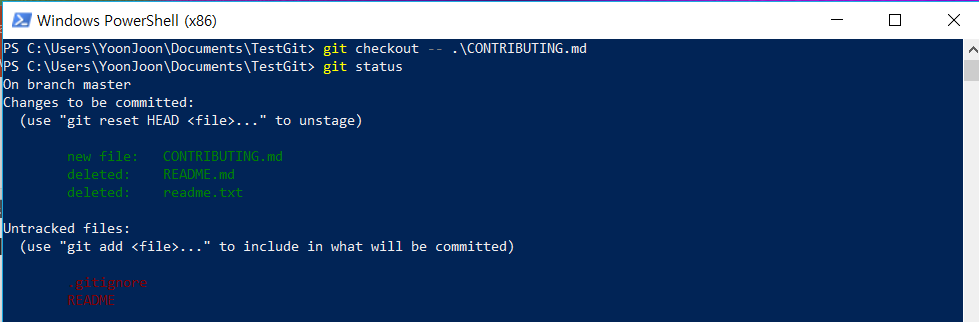 Windows PowerShell (x86)
PS C:\Users\YoonJoon\Documents\TestGit> git checkout -- .\CONTRIBUTING.md
PS C:\Users\YoonJoon\Documents\TestGit> git status
On branch master
Changes to be committed:
  (use "git reset HEAD <file>..." to unstage)
        new file:   CONTRIBUTING.md
        deleted:    README.md
        deleted:    readme.txt
Untracked files:
  (use "git add <file>..." to include in what will be committed)
        .gitignore
        README